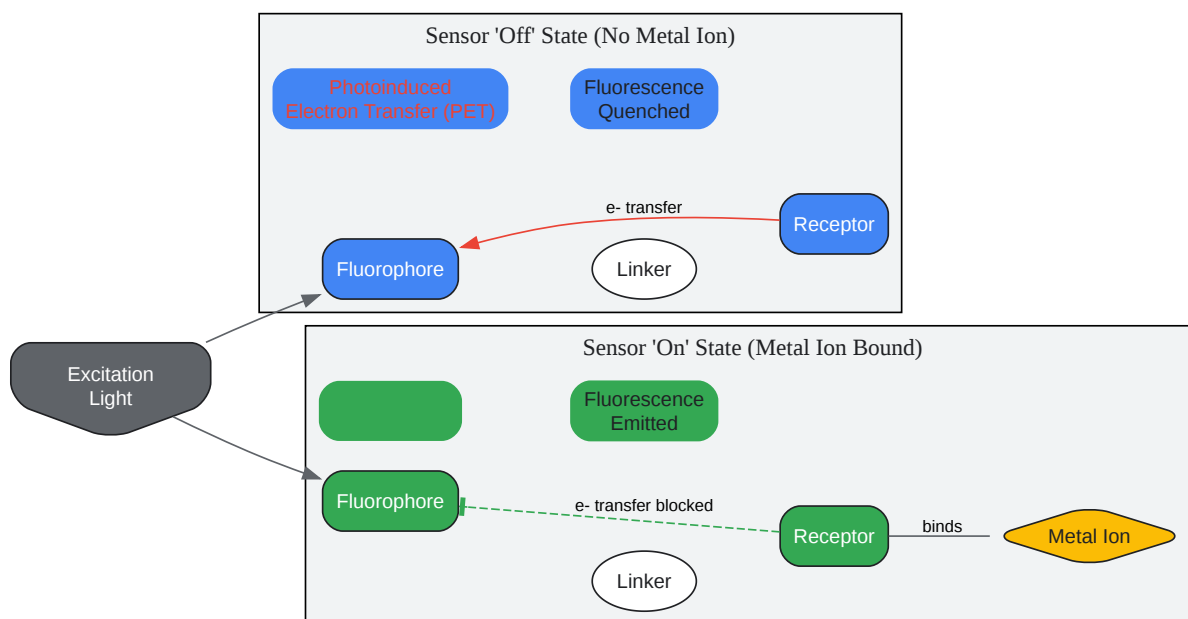 Sensor 'Off' State (No Metal Ion)
Photoinduced
Electron Transfer (PET)
Fluorescence
Quenched
e- transfer
Receptor
Fluorophore
Linker
Excitation
Light
Sensor 'On' State (Metal Ion Bound)
Fluorescence
Emitted
Fluorophore
e- transfer blocked
Receptor
binds
Metal Ion
Linker